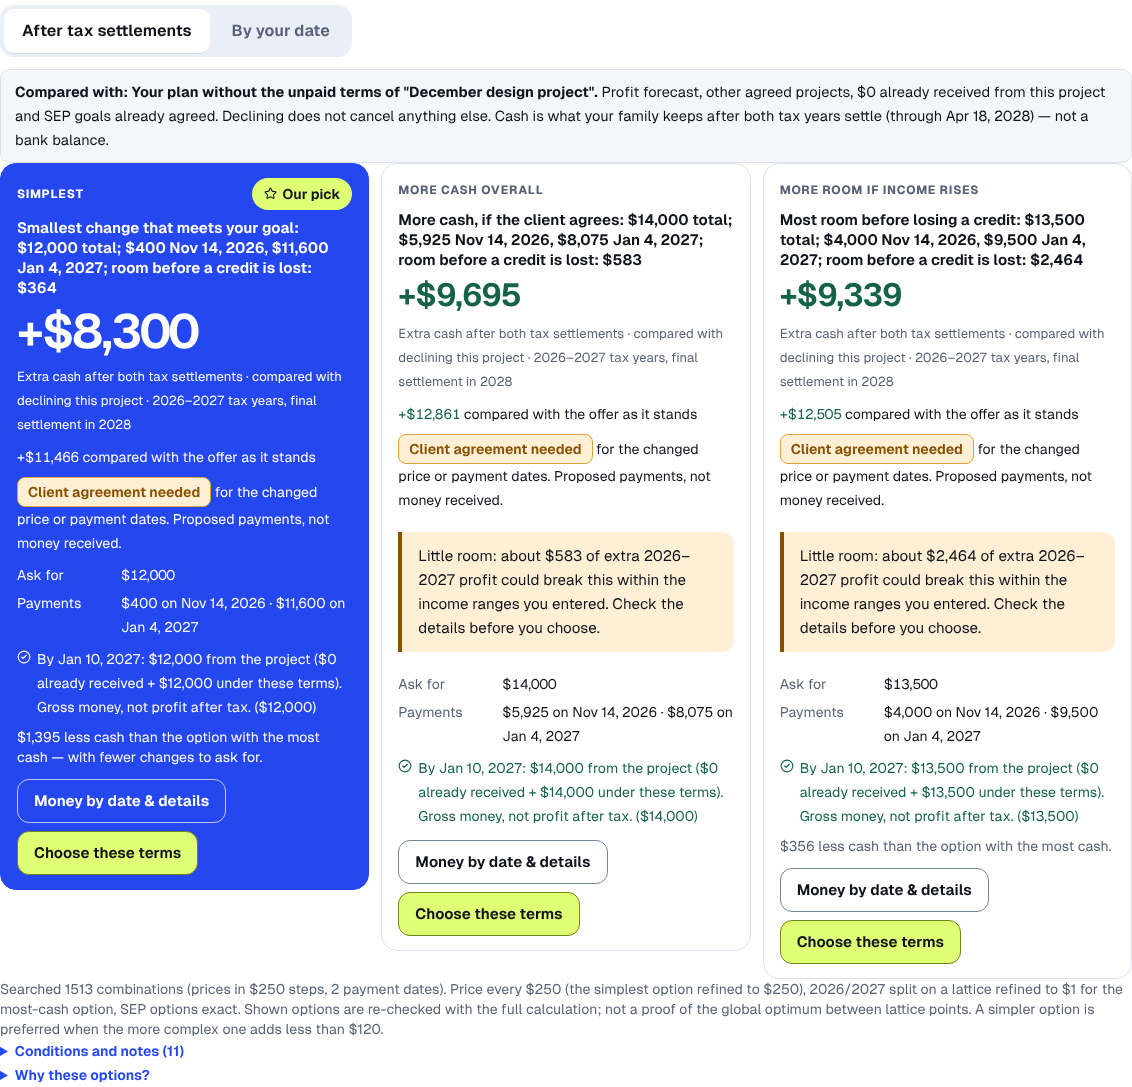 After tax settlements
By your date
Compared with: Your plan without the unpaid terms of "December design project". Profit forecast, other agreed projects, $0 already received from this project
and SEP goals already agreed. Declining does not cancel anything else. Cash is what your family keeps after both tax years settle (through Apr 18, 2028) — not a
bank balance.
SIMPLEST
Our pick
Smallest change that meets your goal:
$12,000 total; $400 Nov 14, 2026, $11,600
Jan 4, 2027; room before a credit is lost:
$364
+$8,300
Extra cash after both tax settlements · compared with
declining this project · 2026–2027 tax years, final
settlement in 2028
+$11,466 compared with the offer as it stands
Client agreement needed for the changed
price or payment dates. Proposed payments, not
money received.
Ask for $12,000
Payments $400 on Nov 14, 2026 · $11,600 on
Jan 4, 2027
By Jan 10, 2027: $12,000 from the project ($0
already received + $12,000 under these terms).
Gross money, not profit after tax. ($12,000)
$1,395 less cash than the option with the most
cash — with fewer changes to ask for.
Money by date & details
Choose these terms
MORE CASH OVERALL
More cash, if the client agrees: $14,000 total;
$5,925 Nov 14, 2026, $8,075 Jan 4, 2027;
room before a credit is lost: $583
+$9,695
Extra cash after both tax settlements · compared with
declining this project · 2026–2027 tax years, final
settlement in 2028
+$12,861 compared with the offer as it stands
Client agreement needed for the changed
price or payment dates. Proposed payments, not
money received.
Little room: about $583 of extra 2026–
2027 profit could break this within the
income ranges you entered. Check the
details before you choose.
Ask for $14,000
Payments $5,925 on Nov 14, 2026 · $8,075 on
Jan 4, 2027
By Jan 10, 2027: $14,000 from the project ($0
already received + $14,000 under these terms).
Gross money, not profit after tax. ($14,000)
Money by date & details
Choose these terms
MORE ROOM IF INCOME RISES
Most room before losing a credit: $13,500
total; $4,000 Nov 14, 2026, $9,500 Jan 4,
2027; room before a credit is lost: $2,464
+$9,339
Extra cash after both tax settlements · compared with
declining this project · 2026–2027 tax years, final
settlement in 2028
+$12,505 compared with the offer as it stands
Client agreement needed for the changed
price or payment dates. Proposed payments, not
money received.
Little room: about $2,464 of extra 2026–
2027 profit could break this within the
income ranges you entered. Check the
details before you choose.
Ask for $13,500
Payments $4,000 on Nov 14, 2026 · $9,500
on Jan 4, 2027
By Jan 10, 2027: $13,500 from the project ($0
already received + $13,500 under these terms).
Gross money, not profit after tax. ($13,500)
$356 less cash than the option with the most cash.
Money by date & details
Choose these terms
Searched 1513 combinations (prices in $250 steps, 2 payment dates). Price every $250 (the simplest option refined to $250), 2026/2027 split on a lattice refined to $1 for the
most-cash option, SEP options exact. Shown options are re-checked with the full calculation; not a proof of the global optimum between lattice points. A simpler option is
preferred when the more complex one adds less than $120.
Conditions and notes (11)
Why these options?